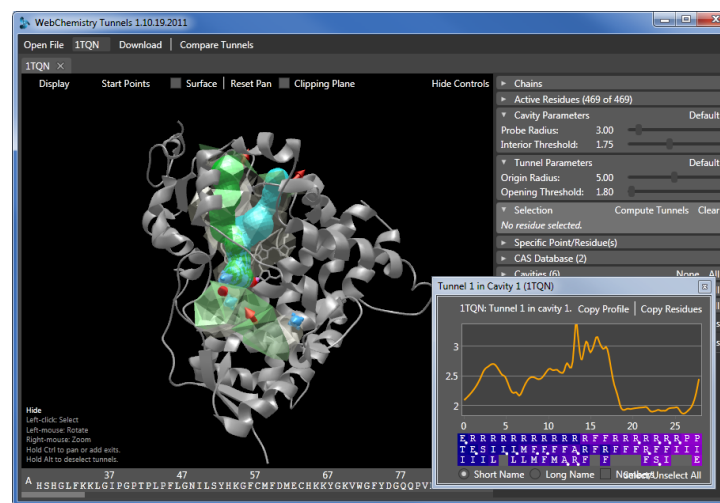 WebChemistry Tunnels 1.10.19.2011
Open File 1TQN Download Compare Tunnels
1TQN ×
Display Start Points Surface Reset Pan Clipping Plane Hide Controls
Chains
Active Residues (469 of 469)
Cavity Parameters Default
Probe Radius: 3.00
Interior Threshold: 1.75
Tunnel Parameters Default
Origin Radius: 5.00
Opening Threshold: 1.80
Selection Compute Tunnels Clear
No residue selected.
Specific Point/Residue(s)
CAS Database (2)
Cavities (6) None All
Tunnel 1 in Cavity 1 (1TQN)
1TQN: Tunnel 1 in cavity 1. Copy Profile Copy Residues
3
2.5
2
0 5 10 15 20 25
Short Name Long Name
Hide
Left-click: Select
Left-mouse: Rotate
Right-mouse: Zoom
Hold Ctrl to pan or add exits.
Hold Alt to deselect tunnels.
37 47 57 67 77
A HSHGLFKKLGIPGPTPLPFLGNILSYHKGFCMFDMECHKKYGKVWGFYDGQQPV